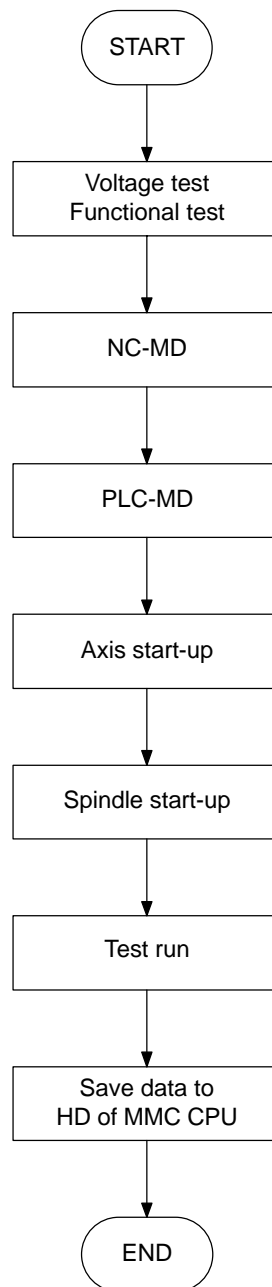 START
Voltage test
Functional test
NC-MD
PLC-MD
Axis start-up
Spindle start-up
Test run
Save data to
HD of MMC CPU
END